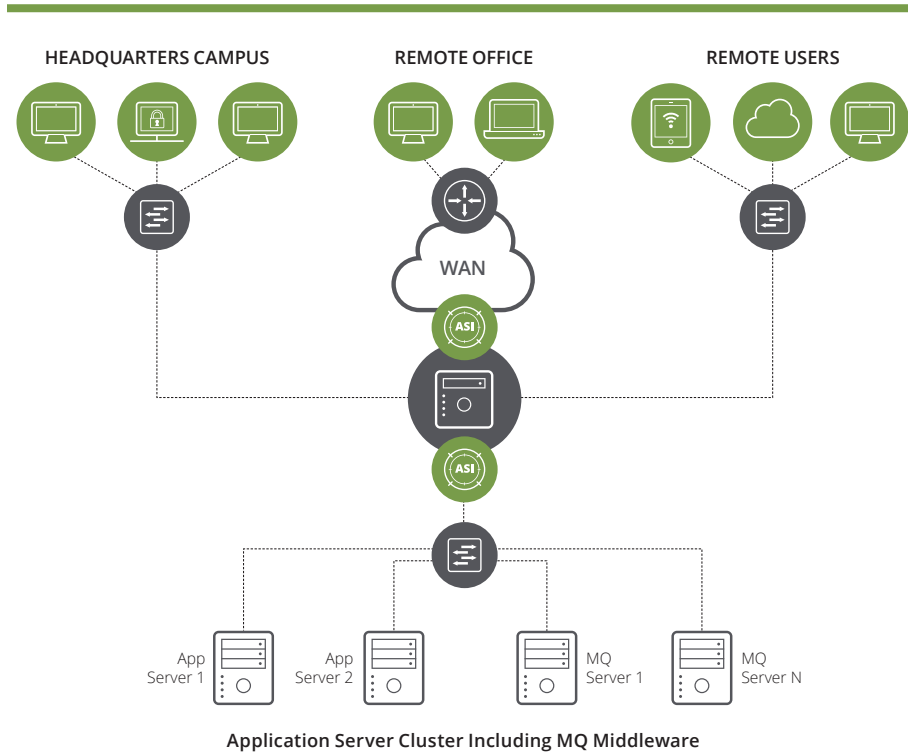 HEADQUARTERS CAMPUS
REMOTE OFFICE
REMOTE USERS
WAN
ASI
ASI
App
Server 1
App
Server 2
MQ
Server 1
MQ
Server N
Application Server Cluster Including MQ Middleware